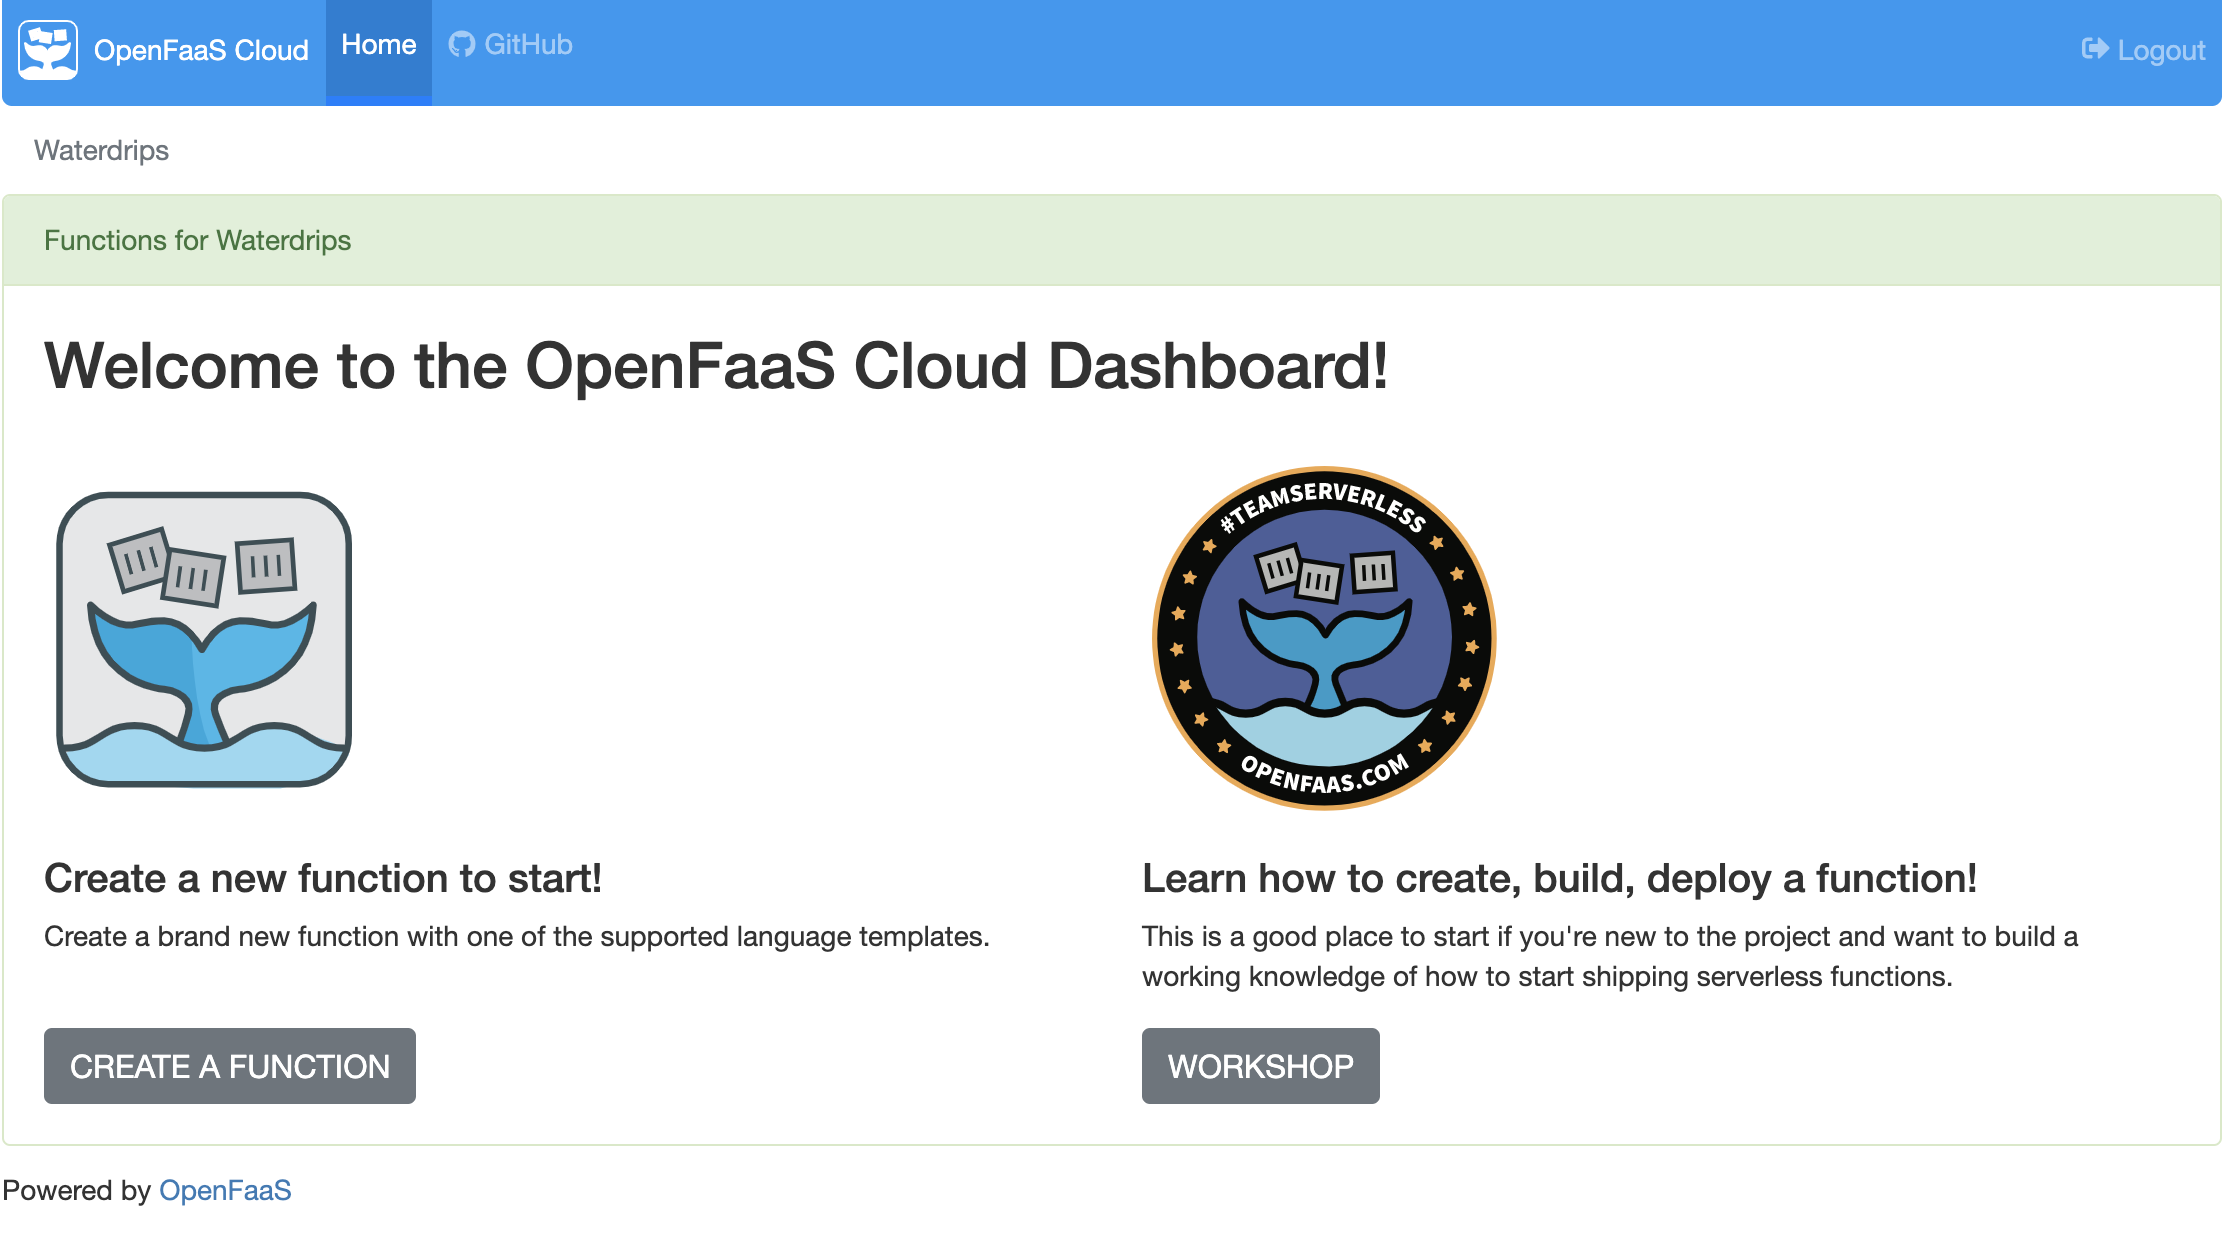 OpenFaaS Cloud
Home
GitHub
Logout
Waterdrips
Functions for Waterdrips
Welcome to the OpenFaaS Cloud Dashboard!
#TEAMSERVERLESS
OPENFAAS.COM
Create a new function to start!
Create a brand new function with one of the supported language templates.
CREATE A FUNCTION
Learn how to create, build, deploy a function!
This is a good place to start if you're new to the project and want to build a
working knowledge of how to start shipping serverless functions.
WORKSHOP
Powered by OpenFaaS